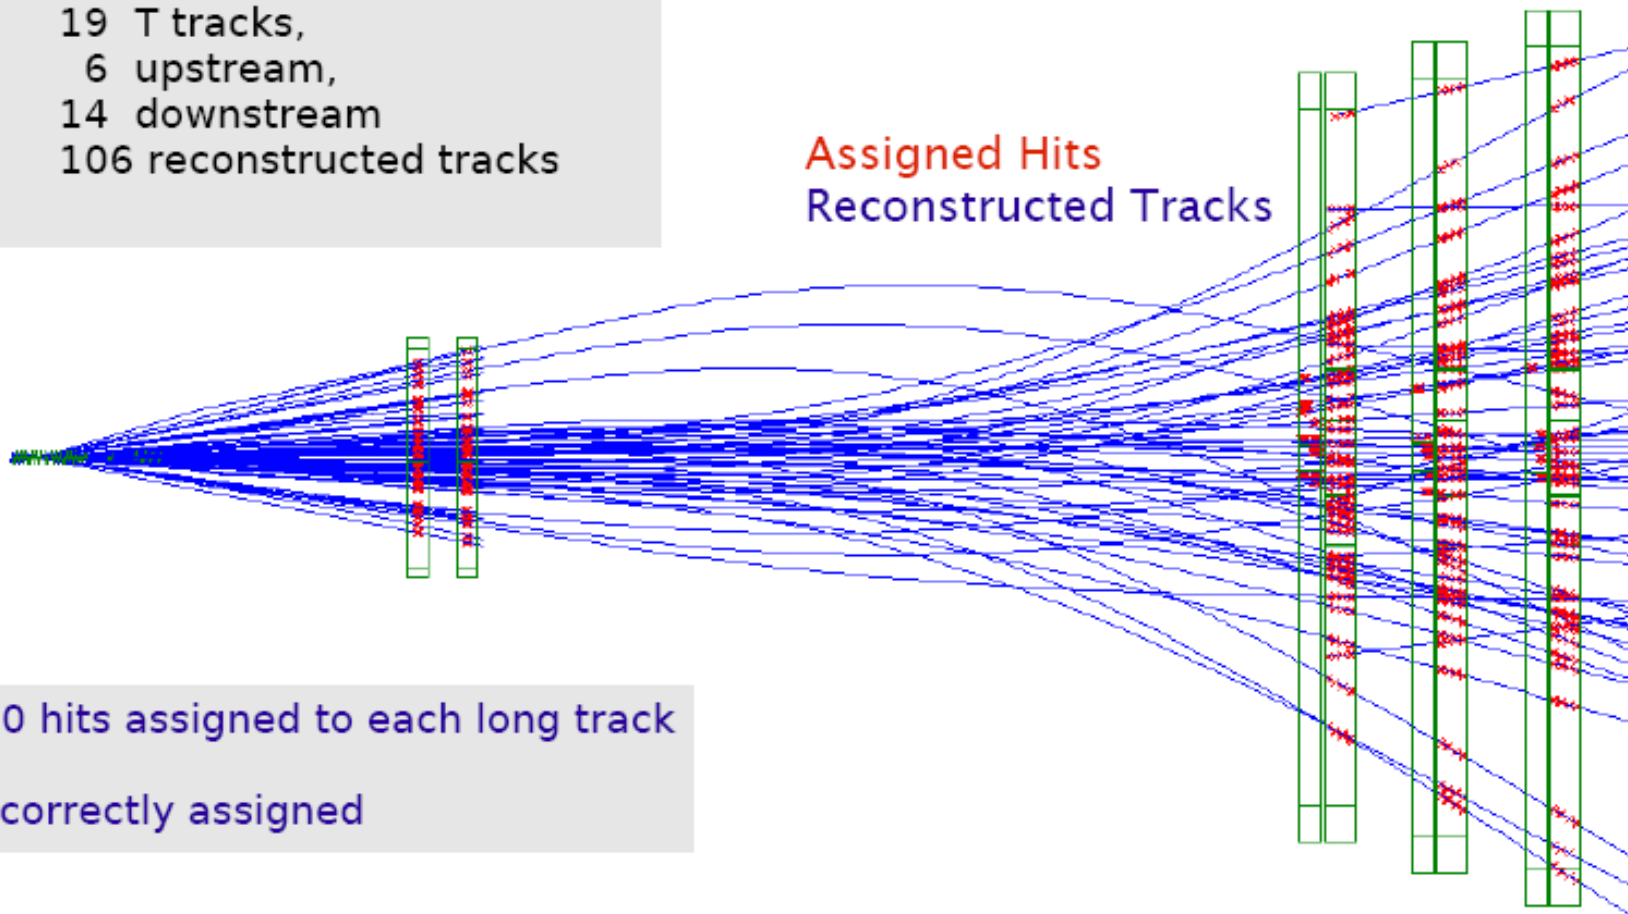 19 T tracks,
6 upstream,
14 downstream
106 reconstructed tracks
Assigned Hits
Reconstructed Tracks
0 hits assigned to each long track
correctly assigned